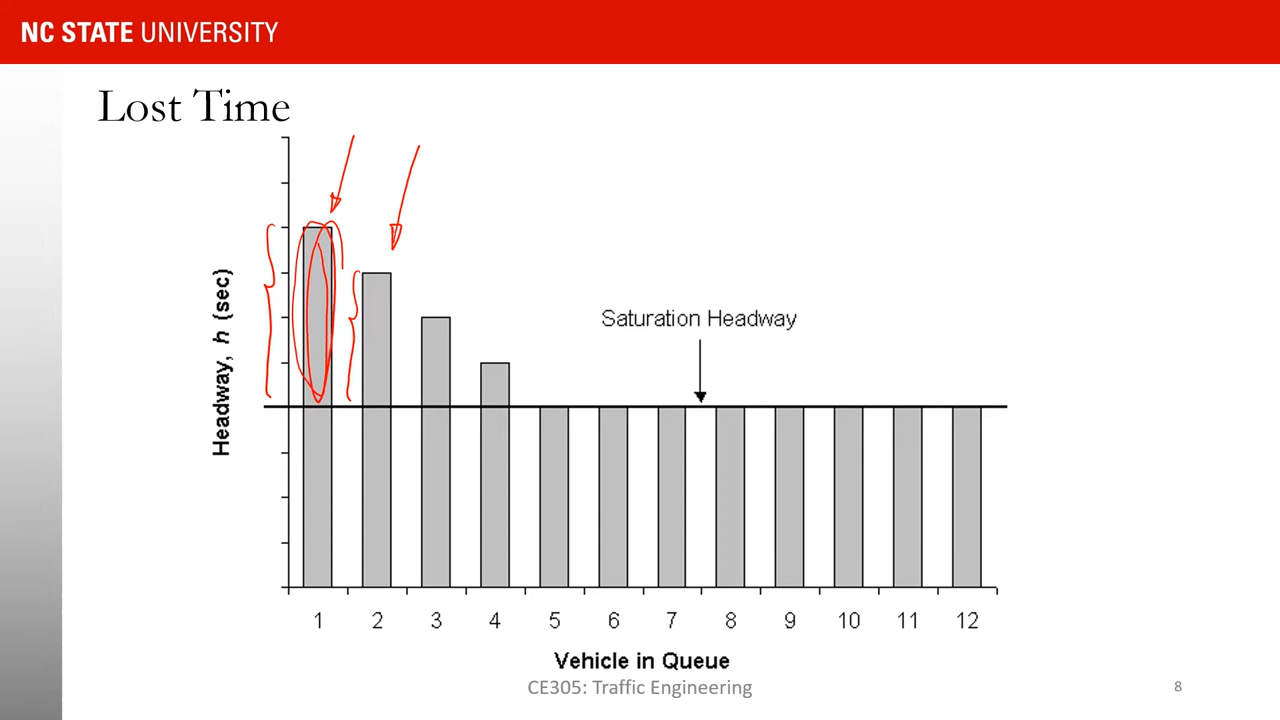 NC STATE UNIVERSITY
Lost Time
Headway, h (sec)
Saturation Headway
1 2 3 4 5 6 7 8 9 10 11 12
Vehicle in Queue
CE305: Traffic Engineering
8